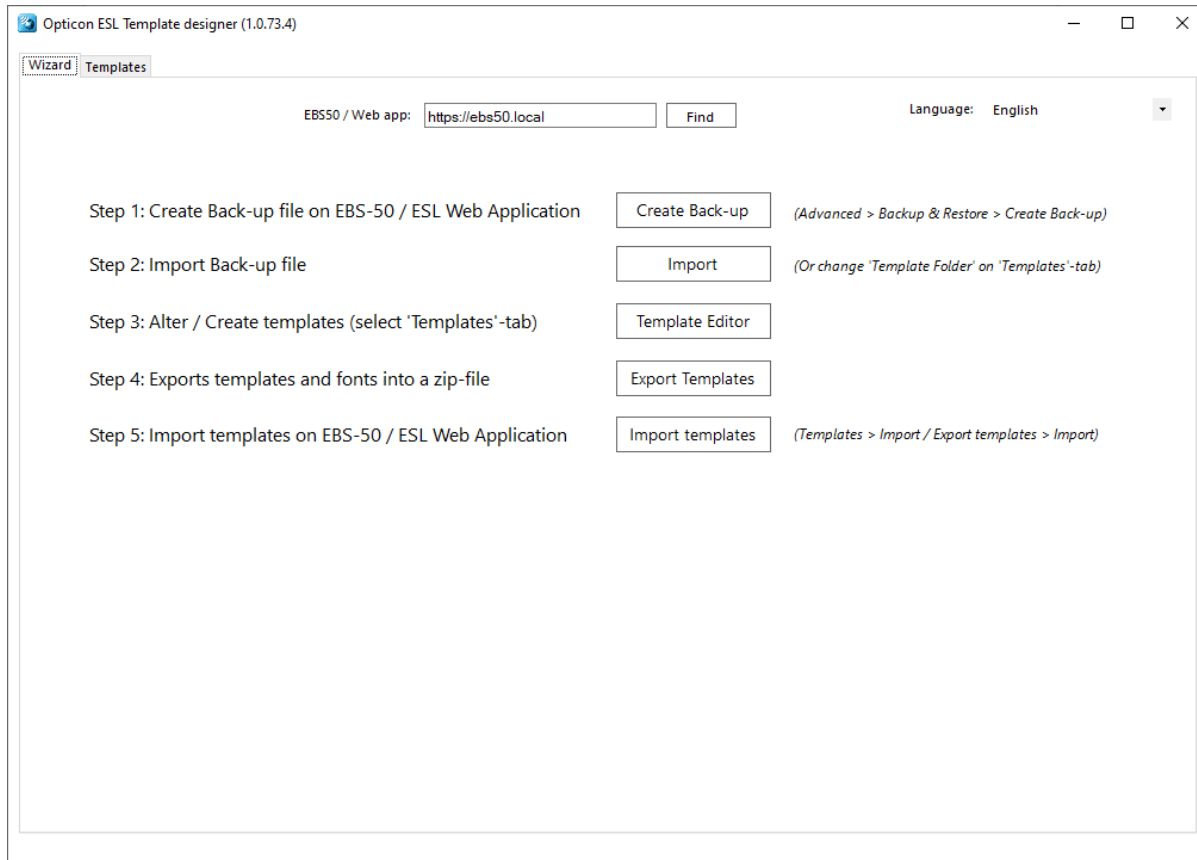 Opticon ESL Template designer (1.0.73.4)
Wizard Templates
EBS50 / Web app: https://ebs50.local Find Language: English
Step 1: Create Back-up file on EBS-50 / ESL Web Application Create Back-up (Advanced > Backup & Restore > Create Back-up)
Step 2: Import Back-up file Import (Or change 'Template Folder' on 'Templates'-tab)
Step 3: Alter / Create templates (select 'Templates'-tab) Template Editor
Step 4: Exports templates and fonts into a zip-file Export Templates
Step 5: Import templates on EBS-50 / ESL Web Application Import templates (Templates > Import / Export templates > Import)